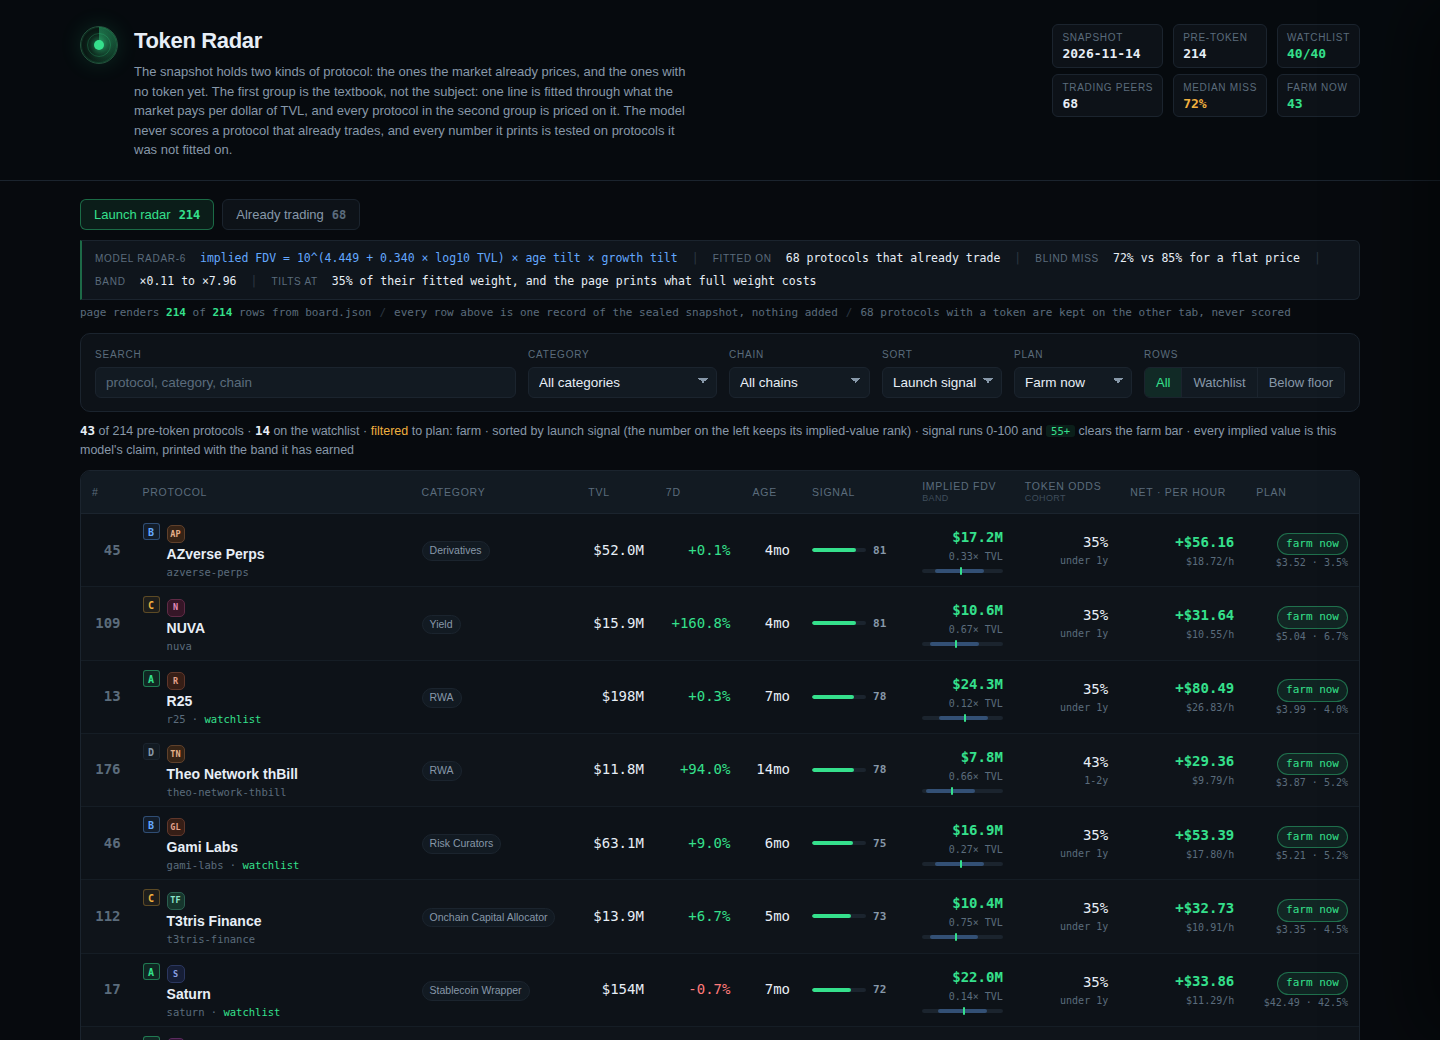 Token Radar
The snapshot holds two kinds of protocol: the ones the market already prices, and the ones with
no token yet. The first group is the textbook, not the subject: one line is fitted through what the
market pays per dollar of TVL, and every protocol in the second group is priced on it. The model
never scores a protocol that already trades, and every number it prints is tested on protocols it
was not fitted on.
SNAPSHOT
2026-11-14
PRE-TOKEN
214
WATCHLIST
40/40
TRADING PEERS
68
MEDIAN MISS
72%
FARM NOW
43
Launch radar 214
Already trading 68
MODEL RADAR-6 implied FDV = 10^(4.449 + 0.340 × log10 TVL) × age tilt × growth tilt | FITTED ON 68 protocols that already trade | BLIND MISS 72% vs 85% for a flat price |
BAND ×0.11 to ×7.96 | TILTS AT 35% of their fitted weight, and the page prints what full weight costs
page renders 214 of 214 rows from board.json / every row above is one record of the sealed snapshot, nothing added / 68 protocols with a token are kept on the other tab, never scored
SEARCH CATEGORY CHAIN SORT PLAN ROWS
protocol, category, chain All categories All chains Launch signal Farm now All Watchlist Below floor
43 of 214 pre-token protocols · 14 on the watchlist · filtered to plan: farm · sorted by launch signal (the number on the left keeps its implied-value rank) · signal runs 0-100 and 55+ clears the farm bar · every implied value is this
model's claim, printed with the band it has earned
# PROTOCOL CATEGORY TVL 7D AGE SIGNAL IMPLIED FDV TOKEN ODDS NET · PER HOUR PLAN
BAND COHORT
B AP
45 AZverse Perps Derivatives $52.0M +0.1% 4mo 81 $17.2M 35% +$56.16 farm now
azverse-perps 0.33× TVL under 1y $18.72/h $3.52 · 3.5%
C N
109 NUVA Yield $15.9M +160.8% 4mo 81 $10.6M 35% +$31.64 farm now
nuva 0.67× TVL under 1y $10.55/h $5.04 · 6.7%
A R
13 R25 RWA $198M +0.3% 7mo 78 $24.3M 35% +$80.49 farm now
r25 · watchlist 0.12× TVL under 1y $26.83/h $3.99 · 4.0%
D TN
176 Theo Network thBill RWA $11.8M +94.0% 14mo 78 $7.8M 43% +$29.36 farm now
theo-network-thbill 0.66× TVL 1-2y $9.79/h $3.87 · 5.2%
B GL
46 Gami Labs Risk Curators $63.1M +9.0% 6mo 75 $16.9M 35% +$53.39 farm now
gami-labs · watchlist 0.27× TVL under 1y $17.80/h $5.21 · 5.2%
C TF
112 T3tris Finance Onchain Capital Allocator $13.9M +6.7% 5mo 73 $10.4M 35% +$32.73 farm now
t3tris-finance 0.75× TVL under 1y $10.91/h $3.35 · 4.5%
A S
17 Saturn Stablecoin Wrapper $154M -0.7% 7mo 72 $22.0M 35% +$33.86 farm now
saturn · watchlist 0.14× TVL under 1y $11.29/h $42.49 · 42.5%